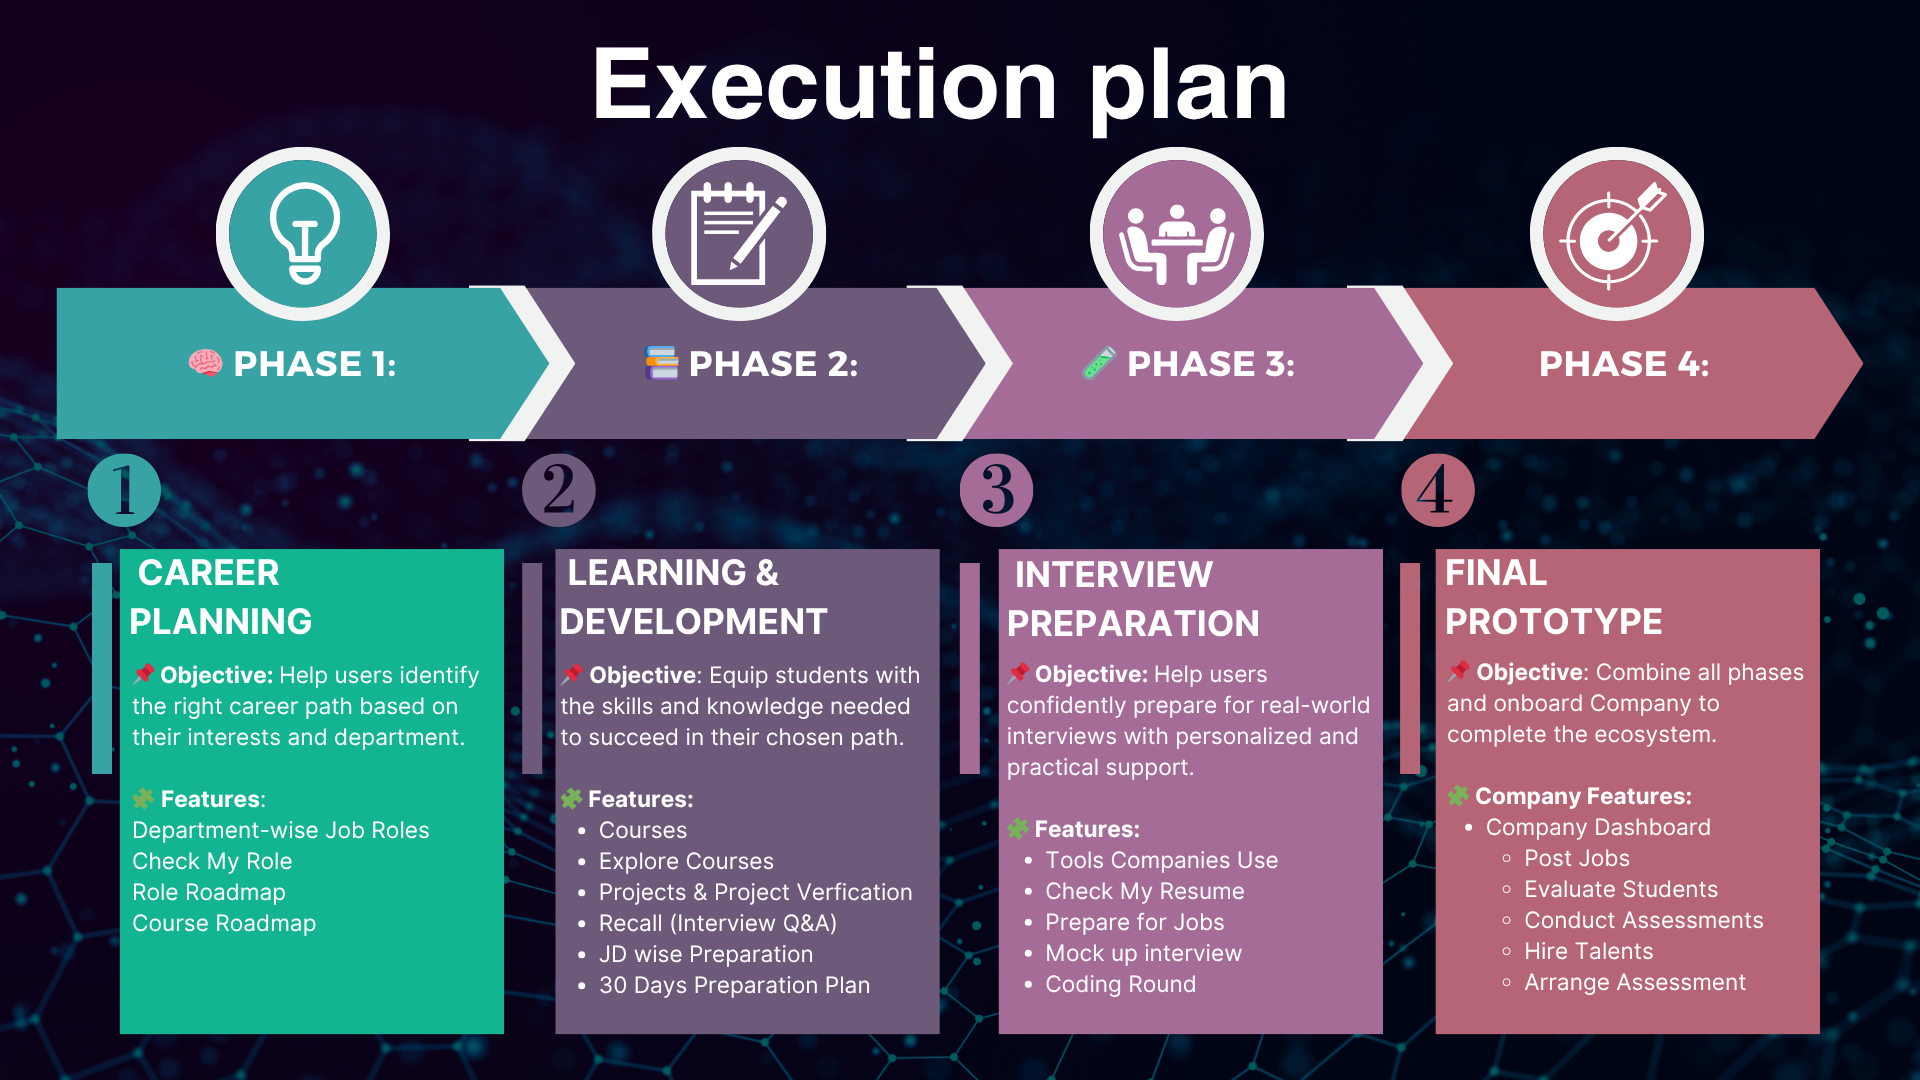 Execution plan
🧠 PHASE 1:
📚 PHASE 2:
🧪 PHASE 3:
PHASE 4:
1
2
3
4
CAREER
PLANNING
📌 Objective: Help users identify
the right career path based on
their interests and department.
🧩 Features:
Department-wise Job Roles
Check My Role
Role Roadmap
Course Roadmap
LEARNING &
DEVELOPMENT
📌 Objective: Equip students with
the skills and knowledge needed
to succeed in their chosen path.
🧩 Features:
• Courses
• Explore Courses
• Projects & Project Verfication
• Recall (Interview Q&A)
• JD wise Preparation
• 30 Days Preparation Plan
INTERVIEW
PREPARATION
📌 Objective: Help users
confidently prepare for real-world
interviews with personalized and
practical support.
🧩 Features:
• Tools Companies Use
• Check My Resume
• Prepare for Jobs
• Mock up interview
• Coding Round
FINAL
PROTOTYPE
📌 Objective: Combine all phases
and onboard Company to
complete the ecosystem.
🧩 Company Features:
• Company Dashboard
◦ Post Jobs
◦ Evaluate Students
◦ Conduct Assessments
◦ Hire Talents
◦ Arrange Assessment